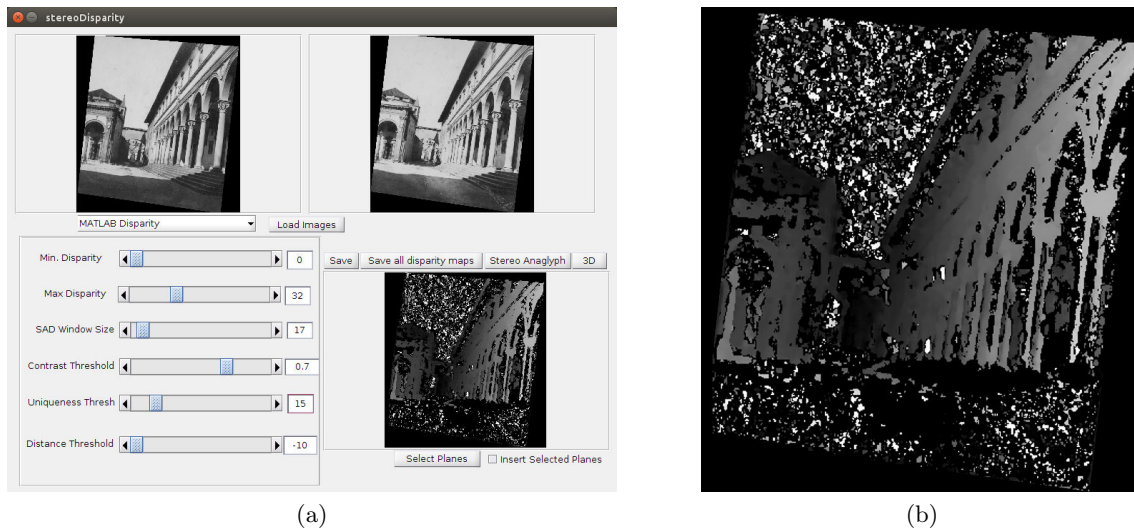 stereoDisparity
MATLAB Disparity
Load Images
Min. Disparity 0
Max Disparity 32
SAD Window Size 17
Contrast Threshold 0.7
Uniqueness Thresh 15
Distance Threshold -10
Save Save all disparity maps Stereo Anaglyph 3D
Select Planes Insert Selected Planes
(a)
(b)